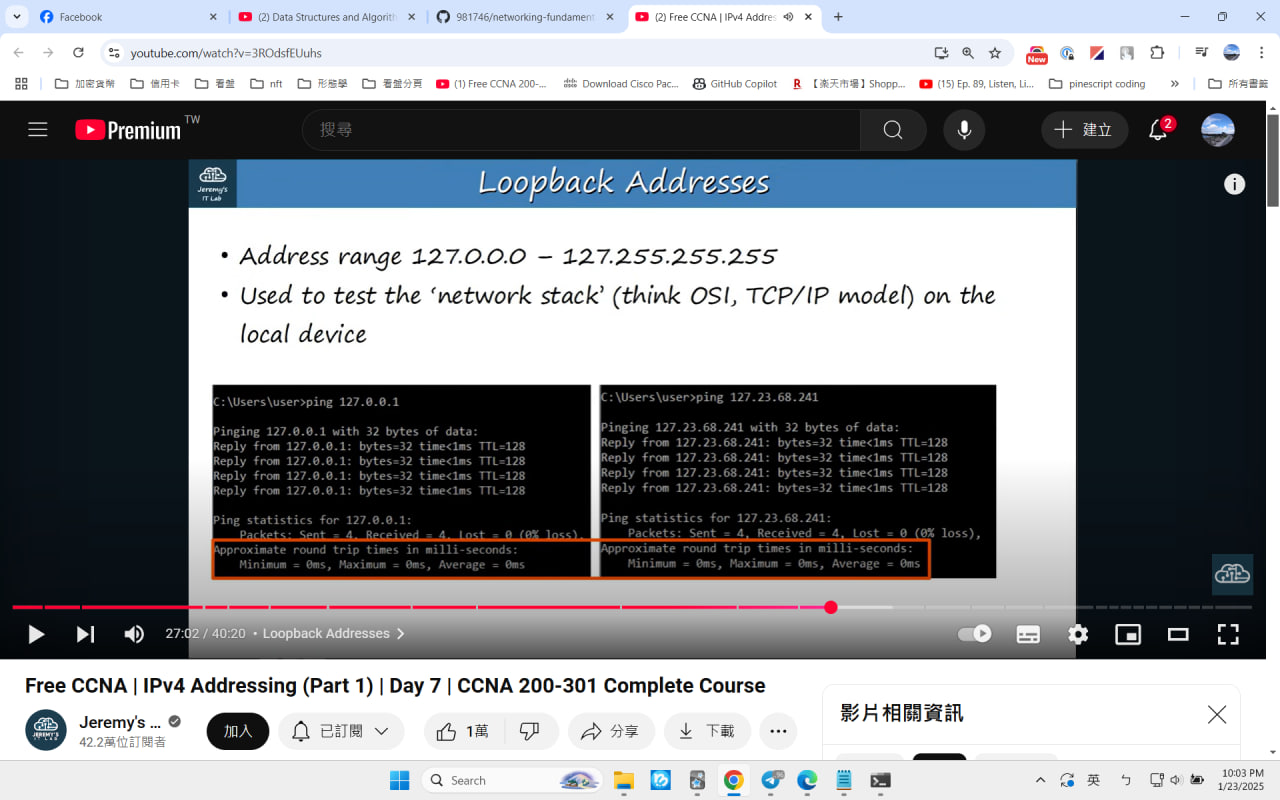 Facebook
(2) Data Structures and Algorith
981746/networking-fundament
(2) Free CCNA | IPv4 Addres
youtube.com/watch?v=3ROdsfEUuhs
New
加密貨幣
信用卡
看盤
nft
形態學
看盤分頁
(1) Free CCNA 200-...
Download Cisco Pac...
GitHub Copilot
R 【楽天市場】Shopp...
(15) Ep. 89, Listen, Li...
pinescript coding
»
所有書籤
Premium TW
搜尋
建立
2
Jeremy's
IT Lab
Loopback Addresses
• Address range 127.0.0.0 – 127.255.255.255
• Used to test the ‘network stack’ (think OSI, TCP/IP model) on the
local device
C:\Users\user>ping 127.0.0.1
Pinging 127.0.0.1 with 32 bytes of data:
Reply from 127.0.0.1: bytes=32 time<1ms TTL=128
Reply from 127.0.0.1: bytes=32 time<1ms TTL=128
Reply from 127.0.0.1: bytes=32 time<1ms TTL=128
Reply from 127.0.0.1: bytes=32 time<1ms TTL=128
Ping statistics for 127.0.0.1:
Packets: Sent = 4, Received = 4, Lost = 0 (0% loss),
Approximate round trip times in milli-seconds:
Minimum = 0ms, Maximum = 0ms, Average = 0ms
C:\Users\user>ping 127.23.68.241
Pinging 127.23.68.241 with 32 bytes of data:
Reply from 127.23.68.241: bytes=32 time<1ms TTL=128
Reply from 127.23.68.241: bytes=32 time<1ms TTL=128
Reply from 127.23.68.241: bytes=32 time<1ms TTL=128
Reply from 127.23.68.241: bytes=32 time<1ms TTL=128
Ping statistics for 127.23.68.241:
Packets: Sent = 4, Received = 4, Lost = 0 (0% loss),
Approximate round trip times in milli-seconds:
Minimum = 0ms, Maximum = 0ms, Average = 0ms
27:02 / 40:20 • Loopback Addresses
Free CCNA | IPv4 Addressing (Part 1) | Day 7 | CCNA 200-301 Complete Course
Jeremy's ...
42.2萬位訂閱者
加入
已訂閱
1萬
分享
下載
影片相關資訊
Search
英
ㄅ
10:03 PM
1/23/2025